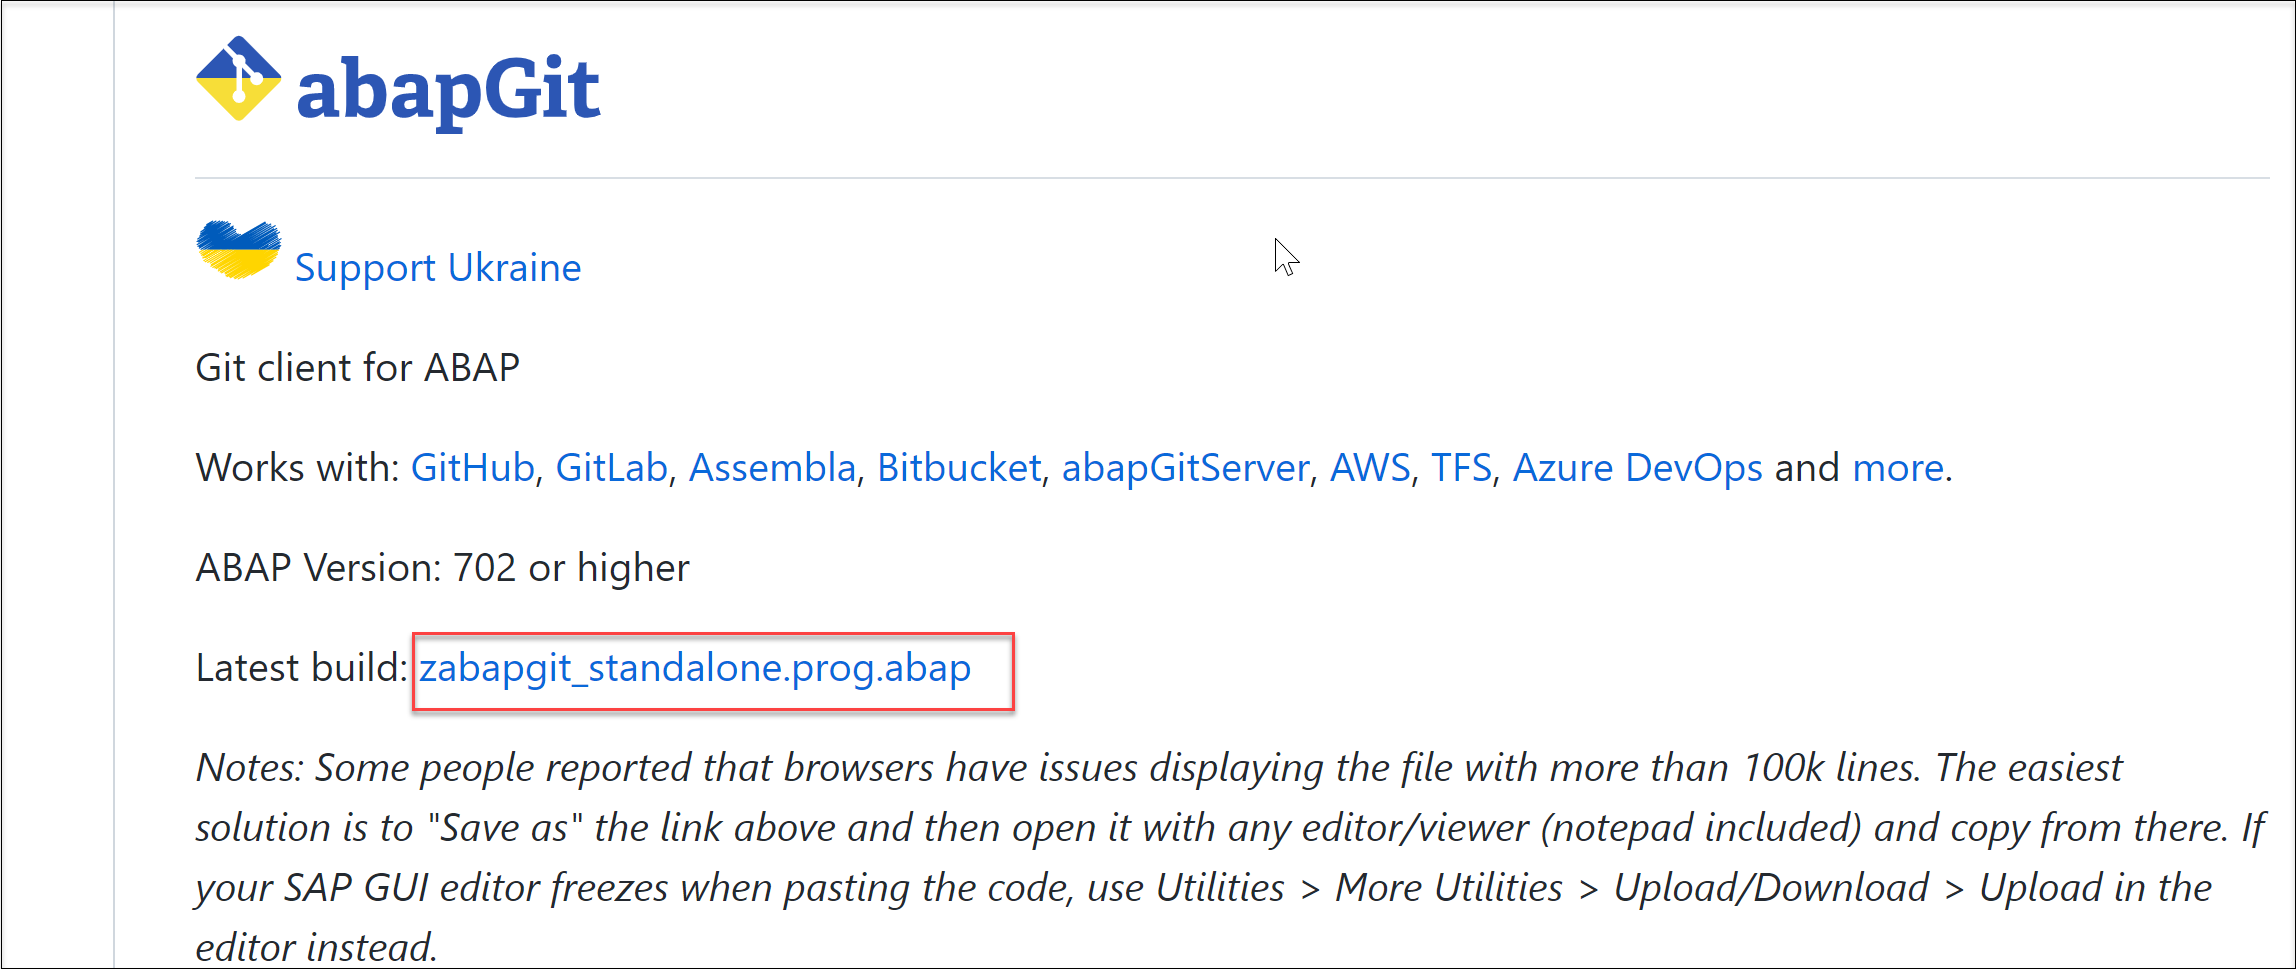 abapGit
Support Ukraine
Git client for ABAP
Works with: GitHub, GitLab, Assembla, Bitbucket, abapGitServer, AWS, TFS, Azure DevOps and more.
ABAP Version: 702 or higher
Latest build: zabapgit_standalone.prog.abap
Notes: Some people reported that browsers have issues displaying the file with more than 100k lines. The easiest
solution is to "Save as" the link above and then open it with any editor/viewer (notepad included) and copy from there. If
your SAP GUI editor freezes when pasting the code, use Utilities > More Utilities > Upload/Download > Upload in the
editor instead.